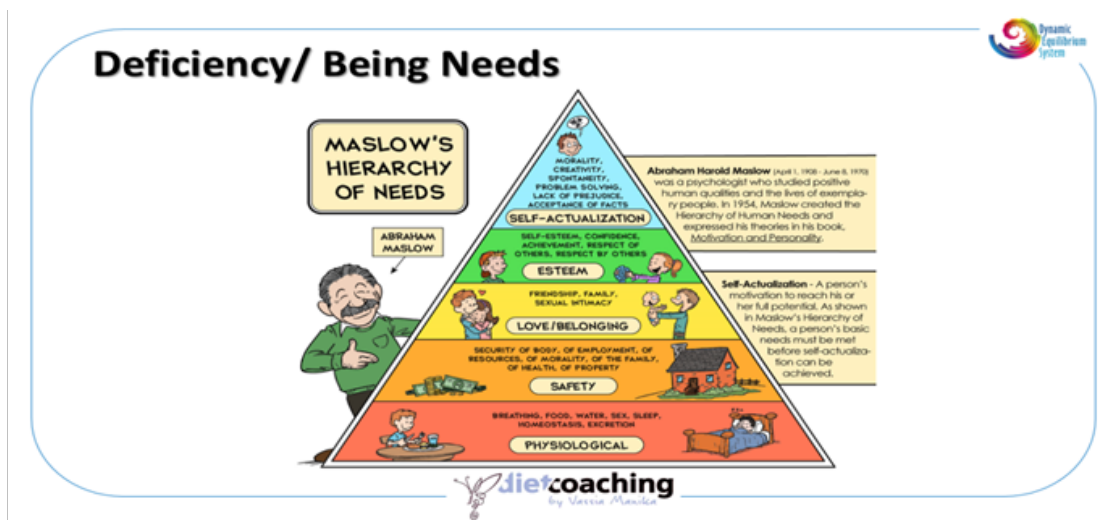 Deficiency/ Being Needs
Dynamic
Equilibrium
System
MASLOW'S
HIERARCHY
OF NEEDS
ABRAHAM
MASLOW
MORALITY,
CREATIVITY,
SPONTANEITY,
PROBLEM SOLVING,
LACK OF PREJUDICE,
ACCEPTANCE OF FACTS
SELF-ACTUALIZATION
SELF-ESTEEM, CONFIDENCE,
ACHIEVEMENT, RESPECT OF
OTHERS, RESPECT BY OTHERS
ESTEEM
FRIENDSHIP, FAMILY,
SEXUAL INTIMACY
LOVE/BELONGING
SECURITY OF BODY, OF EMPLOYMENT, OF
RESOURCES, OF MORALITY, OF THE FAMILY,
OF HEALTH, OF PROPERTY
SAFETY
BREATHING, FOOD, WATER, SEX, SLEEP,
HOMEOSTASIS, EXCRETION
PHYSIOLOGICAL
Abraham Harold Maslow (April 1, 1908 - June 8, 1970)
was a psychologist who studied positive
human qualities and the lives of exempla-
ry people. In 1954, Maslow created the
Hierarchy of Human Needs and
expressed his theories in his book,
Motivation and Personality.
Self-Actualization - A person's
motivation to reach his or
her full potential. As shown
in Maslow's Hierarchy of
Needs, a person's basic
needs must be met
before self-actualiza-
tion can be
achieved.
dietcoaching
by Vassia Manika